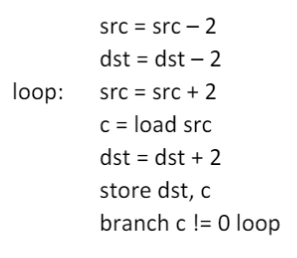 src = src – 2
dst = dst – 2
loop: src = src + 2
c = load src
dst = dst + 2
store dst, c
branch c != 0 loop